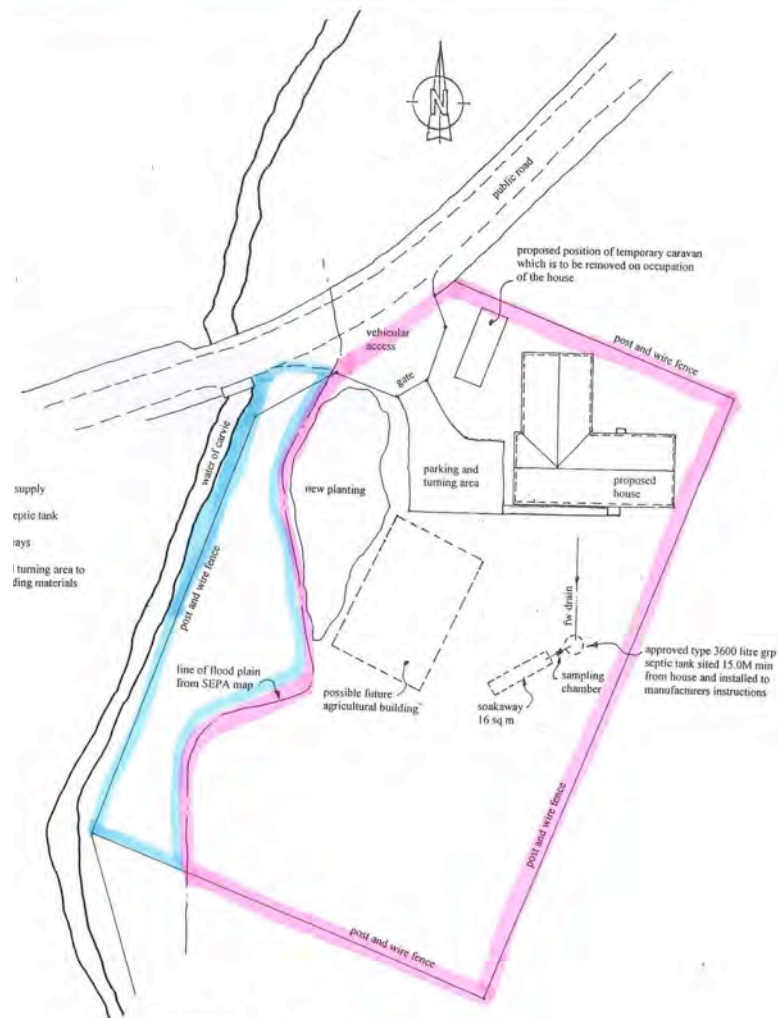 N
public road
proposed position of temporary caravan
which is to be removed on occupation
of the house
vehicular
access
post and wire fence
gate
water of carvie
supply
new planting
parking and
turning area
proposed
house
eptic tank
turning area to
ding materials
post and wire fence
fw drain
line of flood plain
from SEPA map
possible future
agricultural building
soakaway
16 sq m
sampling
chamber
approved type 3600 litre grp
septic tank sited 15.0M min
from house and installed to
manufacturers instructions
post and wire fence
post and wire fence